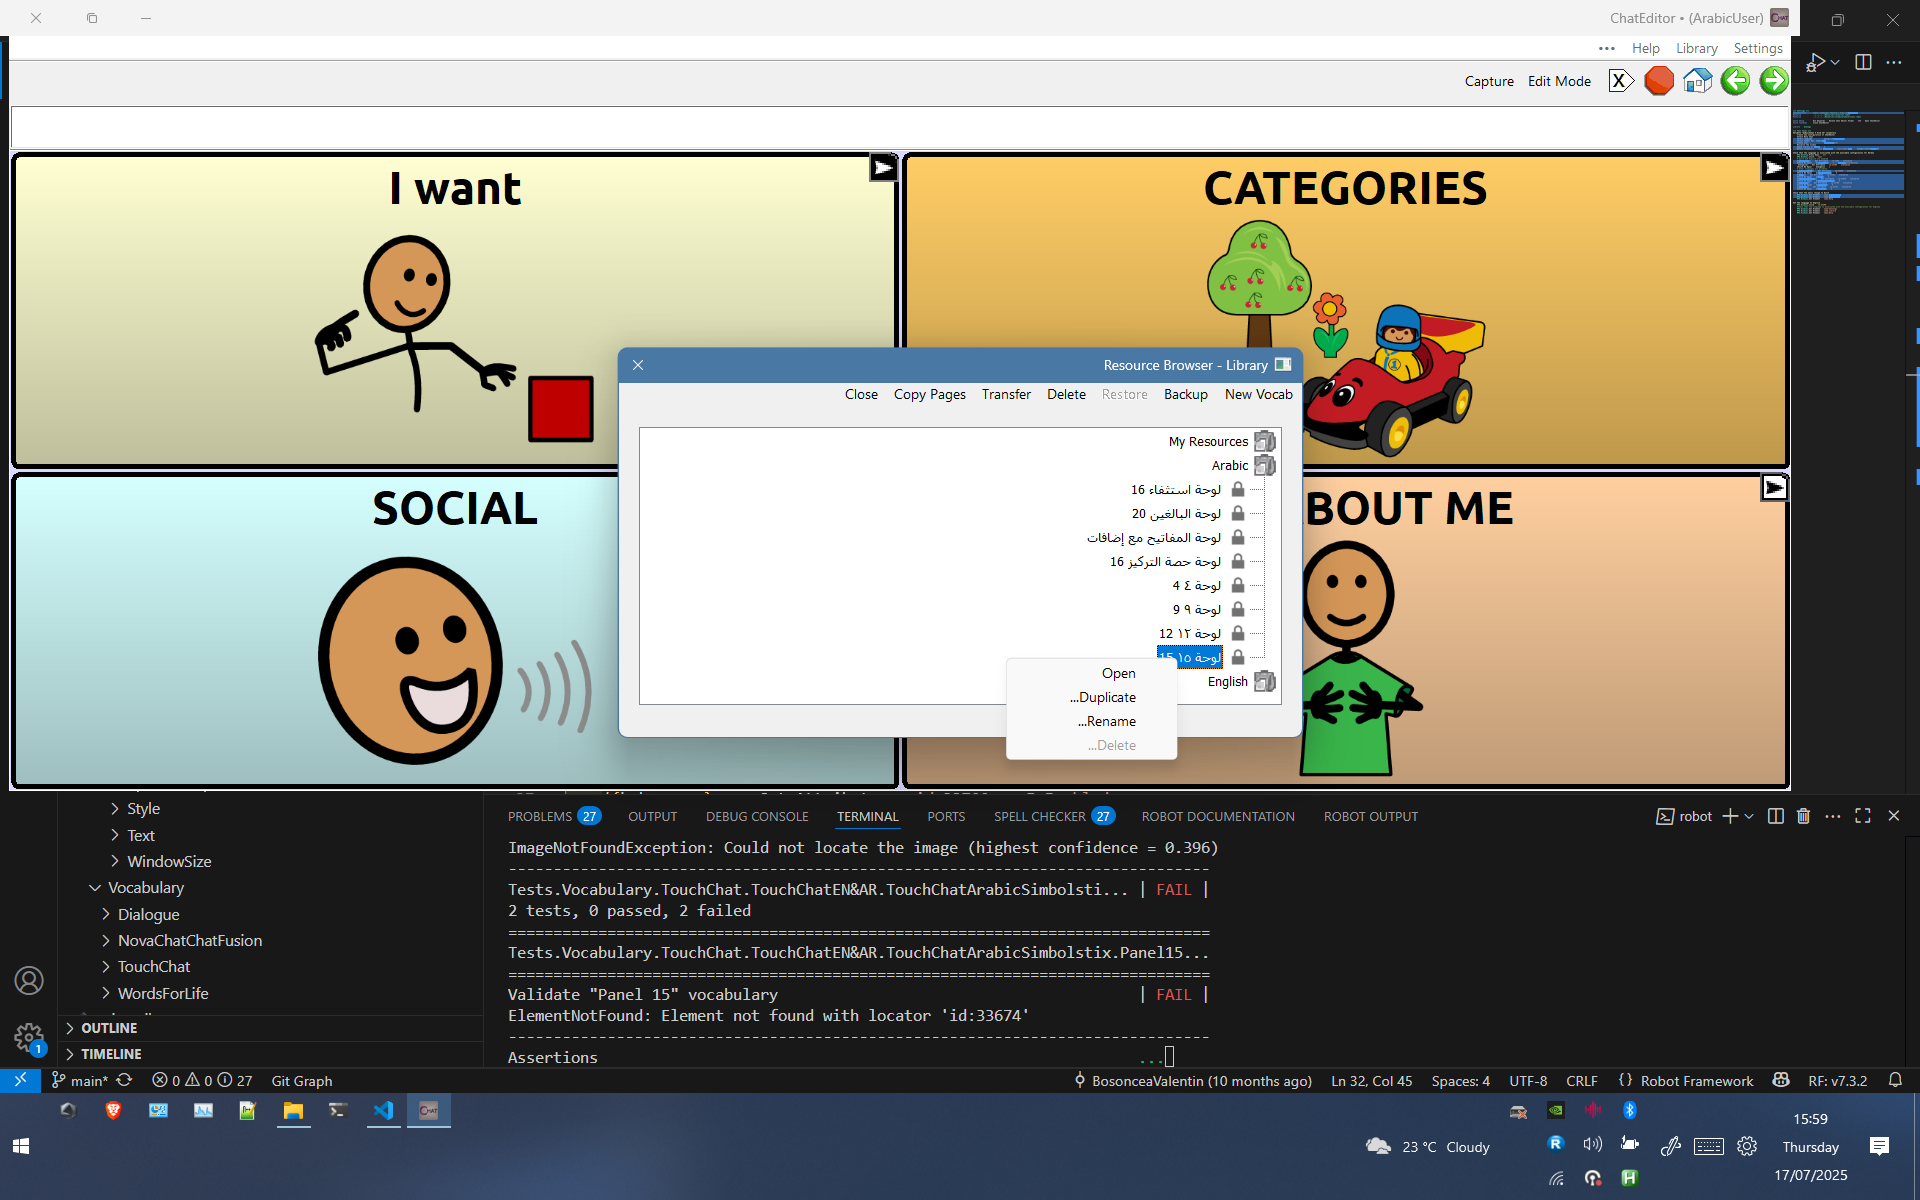 ChatEditor • (ArabicUser)
••• Help Library Settings
Capture Edit Mode X
I want
CATEGORIES
SOCIAL
BOUT ME
Resource Browser - Library
Close Copy Pages Transfer Delete Restore Backup New Vocab
My Resources
Arabic
لوحة استثفاء 16
لوحة البالغين 20
لوحة المفاتيح مع إضافات
لوحة حصة التركيز 16
لوحة ٤ 4
لوحة ٩ 9
لوحة ١٢ 12
لوحة ١٥ 15
English
Open
...Duplicate
...Rename
...Delete
Style
Text
WindowSize
Vocabulary
Dialogue
NovaChatChatFusion
TouchChat
WordsForLife
OUTLINE
TIMELINE
PROBLEMS 27 OUTPUT DEBUG CONSOLE TERMINAL PORTS SPELL CHECKER 27 ROBOT DOCUMENTATION ROBOT OUTPUT
robot
ImageNotFoundException: Could not locate the image (highest confidence = 0.396)
------------------------------------------------------------------------------
Tests.Vocabulary.TouchChat.TouchChatEN&AR.TouchChatArabicSimbolsti... | FAIL |
2 tests, 0 passed, 2 failed
==============================================================================
Tests.Vocabulary.TouchChat.TouchChatEN&AR.TouchChatArabicSimbolstix.Panel15...
==============================================================================
Validate "Panel 15" vocabulary | FAIL |
ElementNotFound: Element not found with locator 'id:33674'
------------------------------------------------------------------------------
Assertions ...
1
main* 0 0 27 Git Graph
BosonceaValentin (10 months ago) Ln 32, Col 45 Spaces: 4 UTF-8 CRLF {} Robot Framework RF: v7.3.2
23 °C Cloudy
15:59
Thursday
17/07/2025